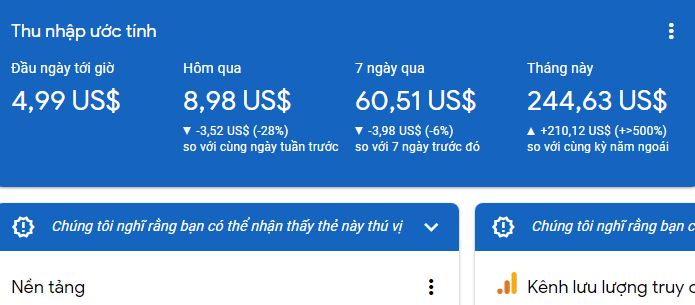 Thu nhập ước tính
Đầu ngày tới giờ
4,99 US$
Hôm qua
8,98 US$
▼ -3,52 US$ (-28%)
so với cùng ngày tuần trước
7 ngày qua
60,51 US$
▼ -3,98 US$ (-6%)
so với 7 ngày trước đó
Tháng này
244,63 US$
▲ +210,12 US$ (+>500%)
so với cùng kỳ năm ngoái
Chúng tôi nghĩ rằng bạn có thể nhận thấy thẻ này thú vị
Nền tảng
Chúng tôi nghĩ rằng bạn c
Kênh lưu lượng truy c